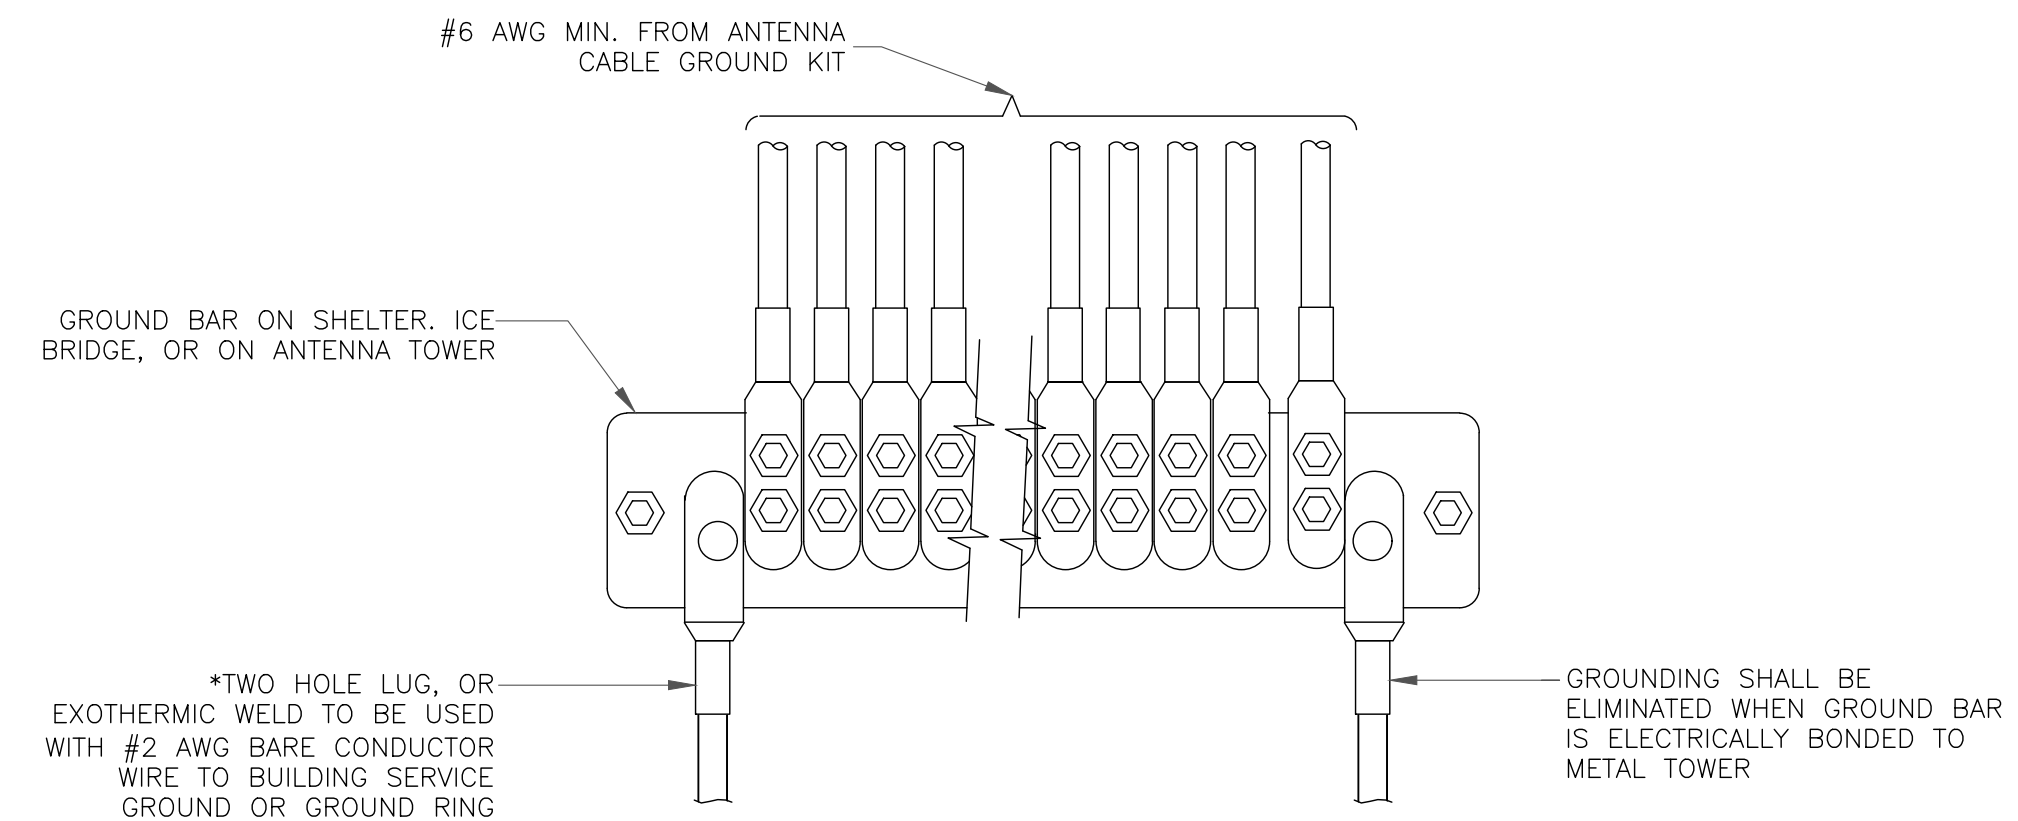 #6 AWG MIN. FROM ANTENNA
CABLE GROUND KIT
GROUND BAR ON SHELTER. ICE
BRIDGE, OR ON ANTENNA TOWER
*TWO HOLE LUG, OR
EXOTHERMIC WELD TO BE USED
WITH #2 AWG BARE CONDUCTOR
WIRE TO BUILDING SERVICE
GROUND OR GROUND RING
GROUNDING SHALL BE
ELIMINATED WHEN GROUND BAR
IS ELECTRICALLY BONDED TO
METAL TOWER